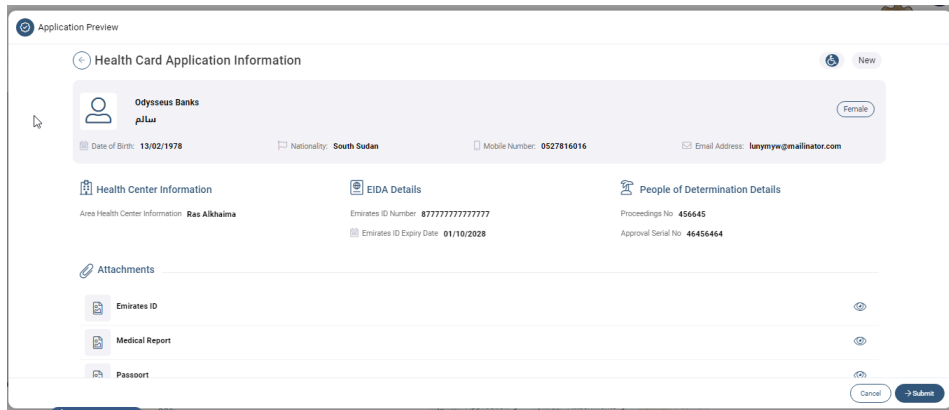 Application Preview
Health Card Application Information
New
Odysseus Banks
سالم
Female
Date of Birth: 13/02/1978
Nationality: South Sudan
Mobile Number: 0527816016
Email Address: lunymyw@mailinator.com
Health Center Information
EIDA Details
People of Determination Details
Area Health Center Information Ras Alkhaima
Emirates ID Number 877777777777777
Proceedings No 456645
Emirates ID Expiry Date 01/10/2028
Approval Serial No 46456464
Attachments
Emirates ID
Medical Report
Passport
Cancel
Submit